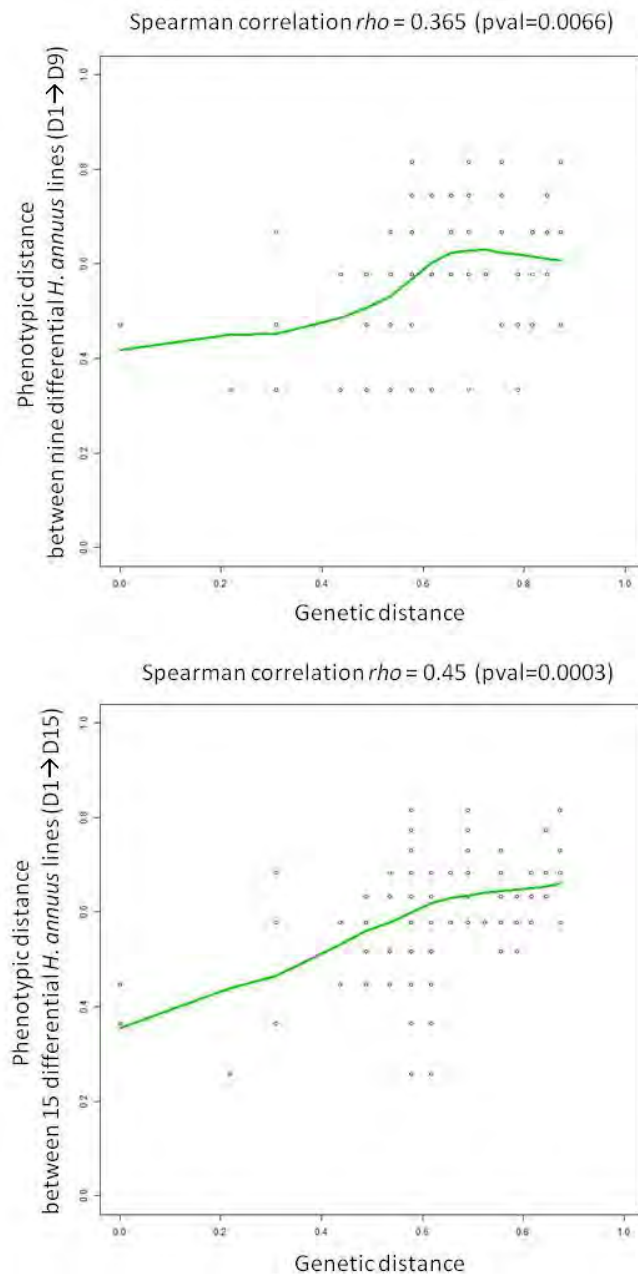 Spearman correlation rho = 0.365 (pval=0.0066)
Phenotypic distance
between nine differential H. annuus lines (D1→D9)
1.0
0.8
0.6
0.4
0.2
0.0
0.0 0.2 0.4 0.6 0.8 1.0
Genetic distance
Spearman correlation rho = 0.45 (pval=0.0003)
Phenotypic distance
between 15 differential H. annuus lines (D1→D15)
1.0
0.8
0.6
0.4
0.2
0.0
0.0 0.2 0.4 0.6 0.8 1.0
Genetic distance